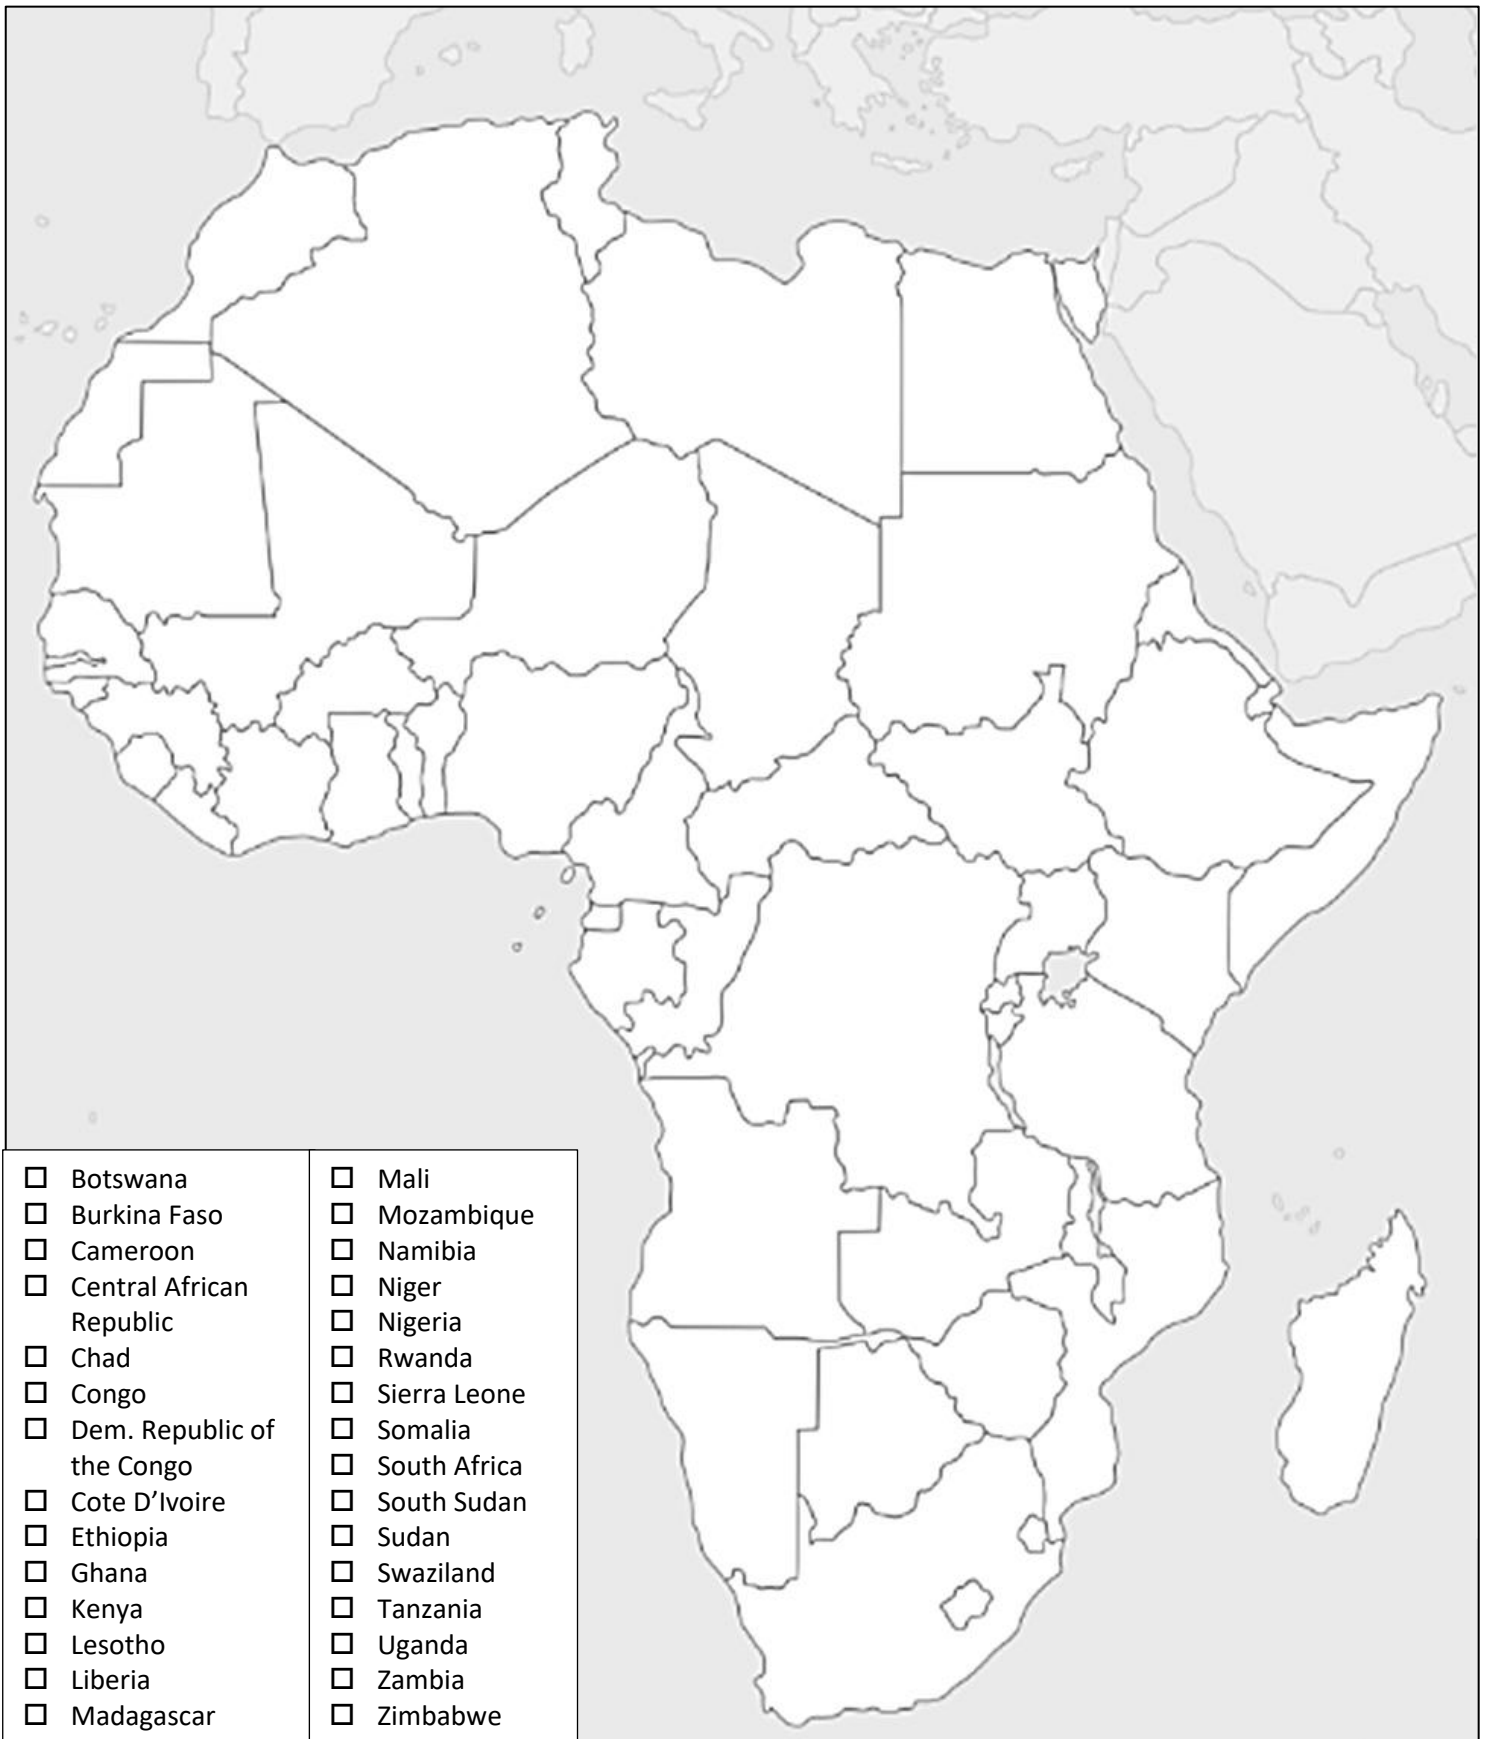 Botswana
Burkina Faso
Cameroon
Central African
Republic
Chad
Congo
Dem. Republic of
the Congo
Cote D’Ivoire
Ethiopia
Ghana
Kenya
Lesotho
Liberia
Madagascar
Mali
Mozambique
Namibia
Niger
Nigeria
Rwanda
Sierra Leone
Somalia
South Africa
South Sudan
Sudan
Swaziland
Tanzania
Uganda
Zambia
Zimbabwe